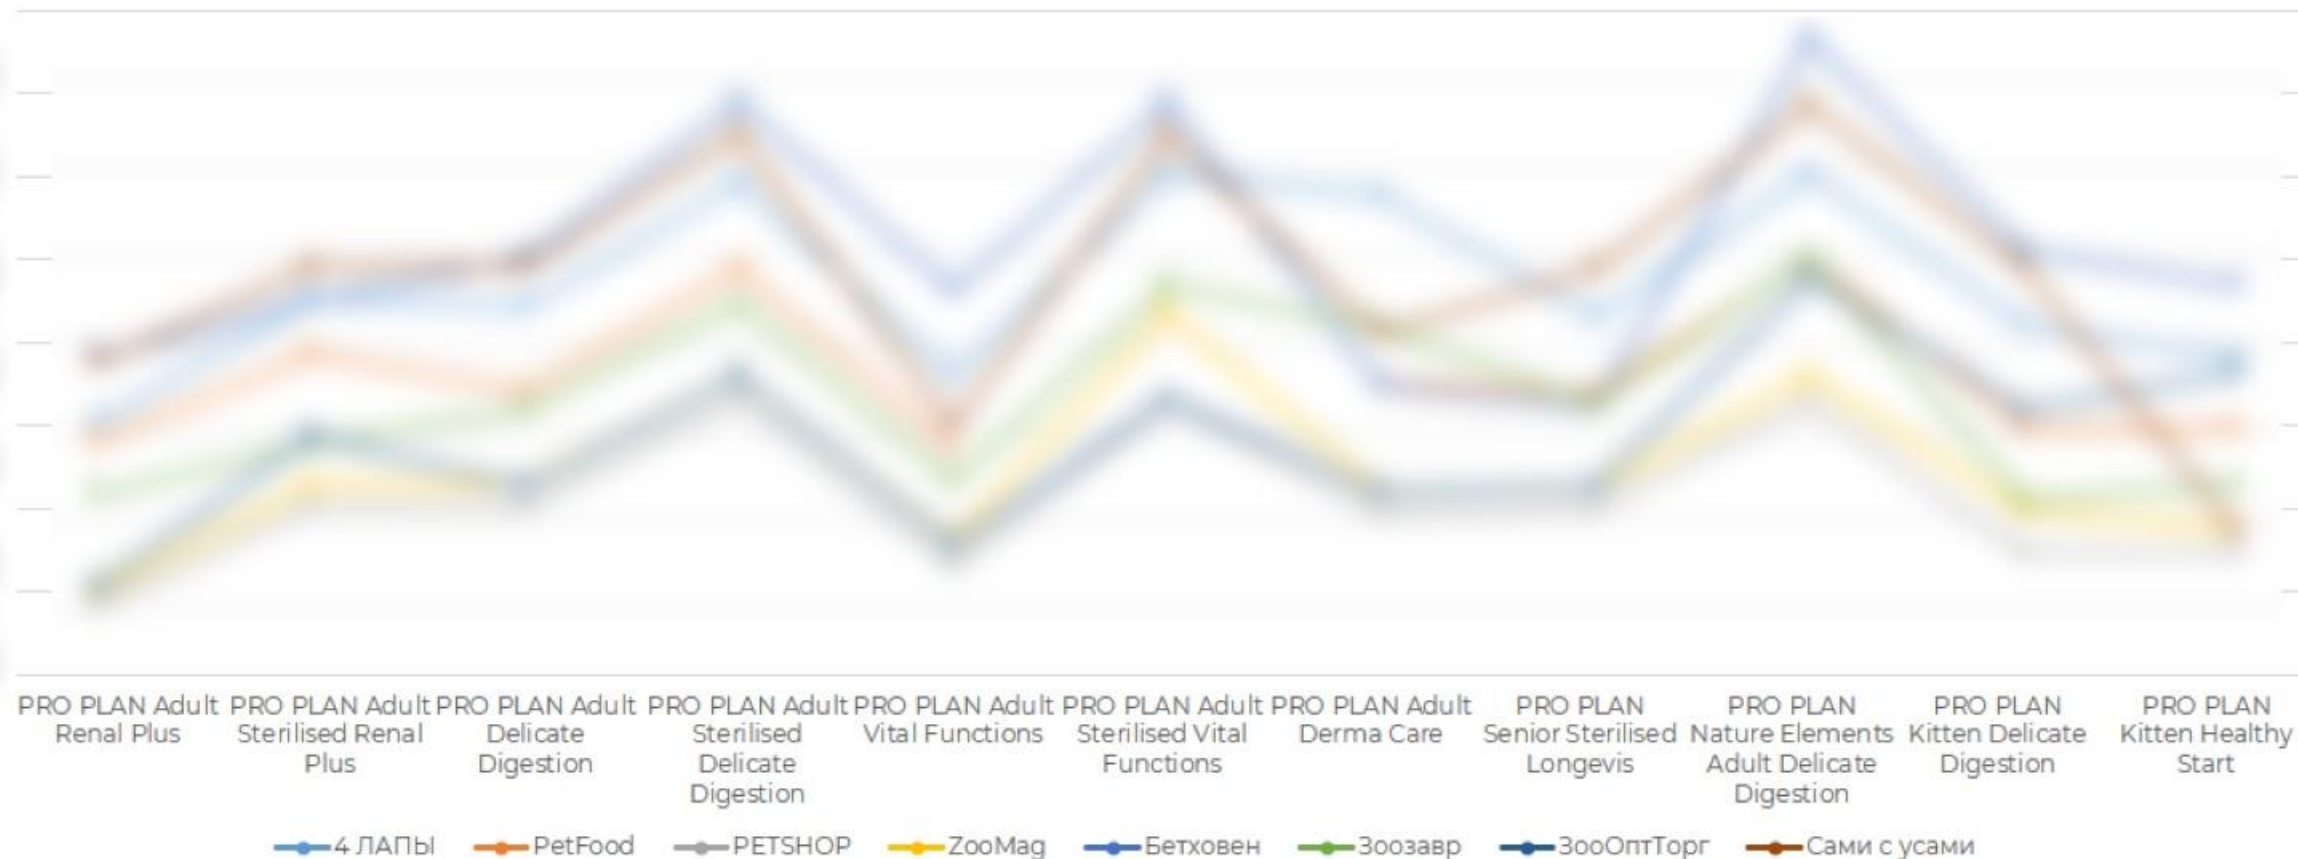 PRO PLAN Adult
Renal Plus
PRO PLAN Adult
Sterilised Renal
Plus
PRO PLAN Adult
Delicate
Digestion
PRO PLAN Adult
Sterilised
Delicate
Digestion
PRO PLAN Adult
Vital Functions
PRO PLAN Adult
Sterilised Vital
Functions
PRO PLAN Adult
Derma Care
PRO PLAN
Senior Sterilised
Longevis
PRO PLAN
Nature Elements
Adult Delicate
Digestion
PRO PLAN
Kitten Delicate
Digestion
PRO PLAN
Kitten Healthy
Start
4 ЛАПЫ PetFood PETSHOP ZooMag Бетховен Зоозавр ЗооОптТорг Сами с усами